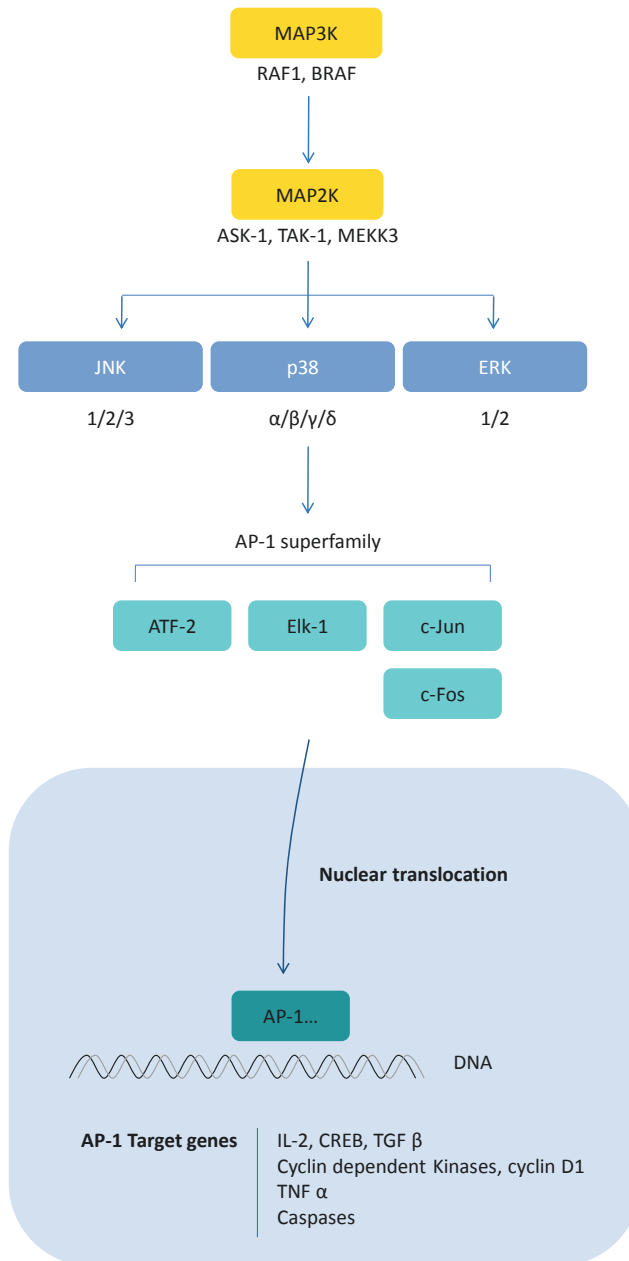 MAP3K
RAF1, BRAF
MAP2K
ASK-1, TAK-1, MEKK3
JNK
p38
ERK
1/2/3
α/β/γ/δ
1/2
AP-1 superfamily
ATF-2
Elk-1
c-Jun
c-Fos
Nuclear translocation
AP-1...
DNA
AP-1 Target genes
IL-2, CREB, TGF β
Cyclin dependent Kinases, cyclin D1
TNF α
Caspases